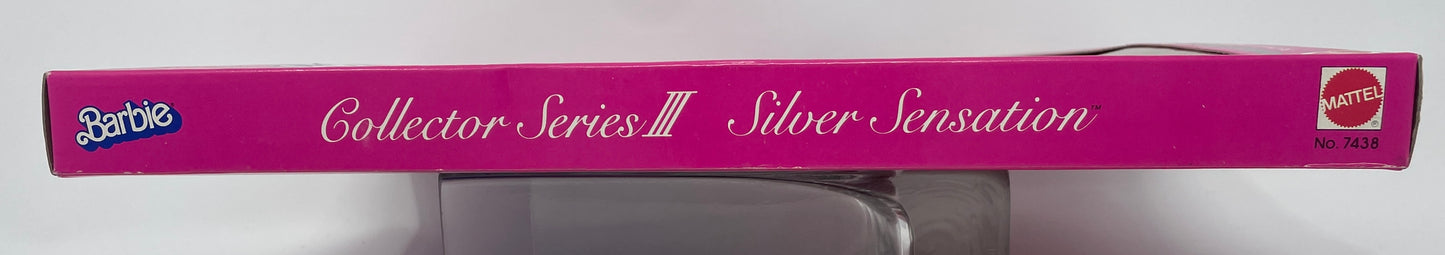 Barbie
Collector Series III Silver Sensation™
MATTEL
®
No. 7438